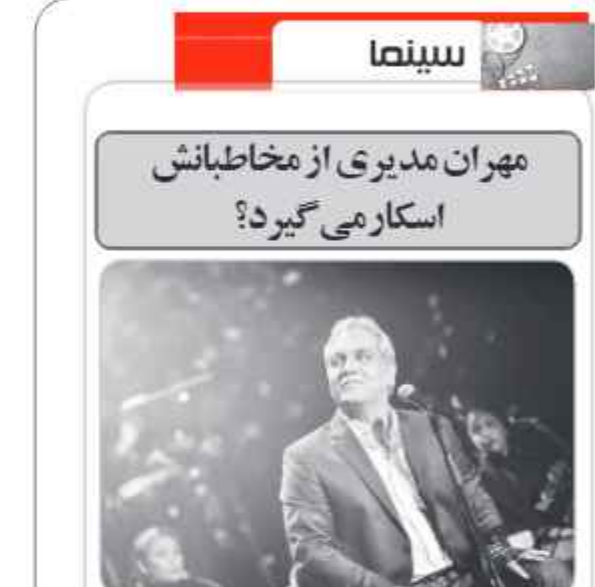 سینما
مهران مدیری از مخاطبانش
اسکار می گیرد؟